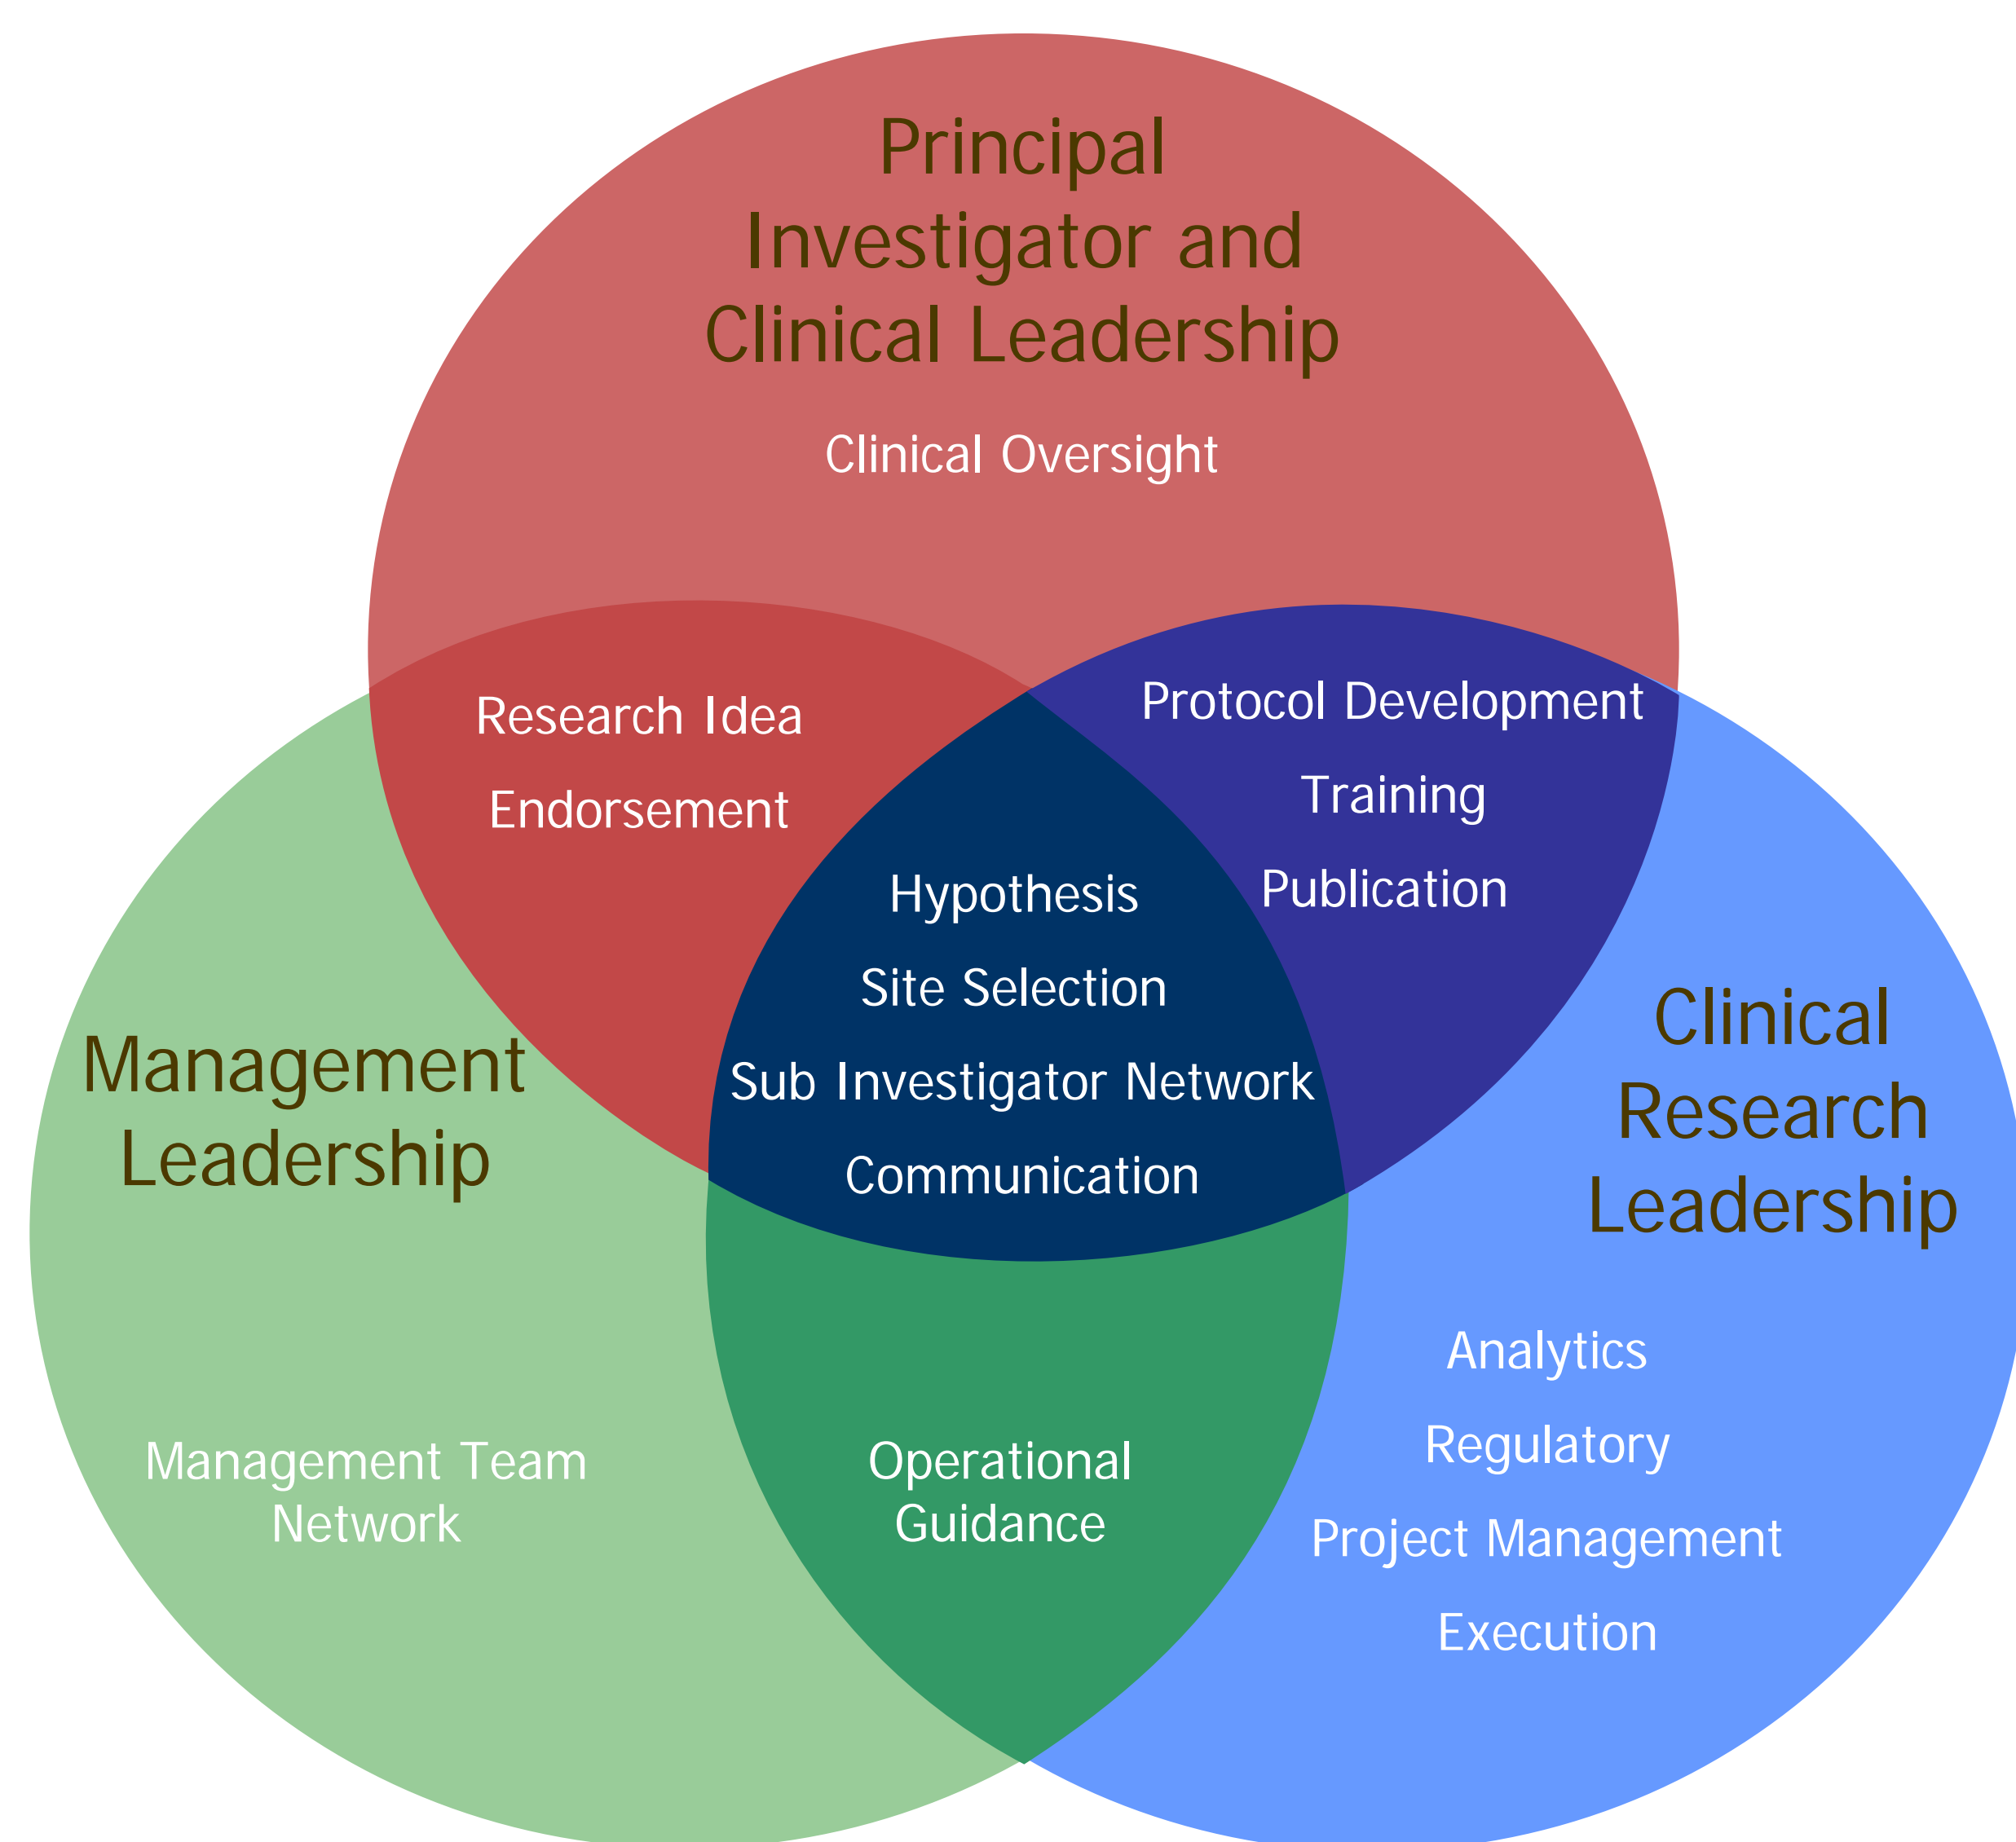 Principal
Investigator and
Clinical Leadership
Clinical Oversight
Research Idea
Endorsement
Protocol Development
Training
Publication
Hypothesis
Site Selection
Sub Investigator Network
Communication
Management
Leadership
Clinical
Research
Leadership
Management Team
Network
Operational
Guidance
Analytics
Regulatory
Project Management
Execution